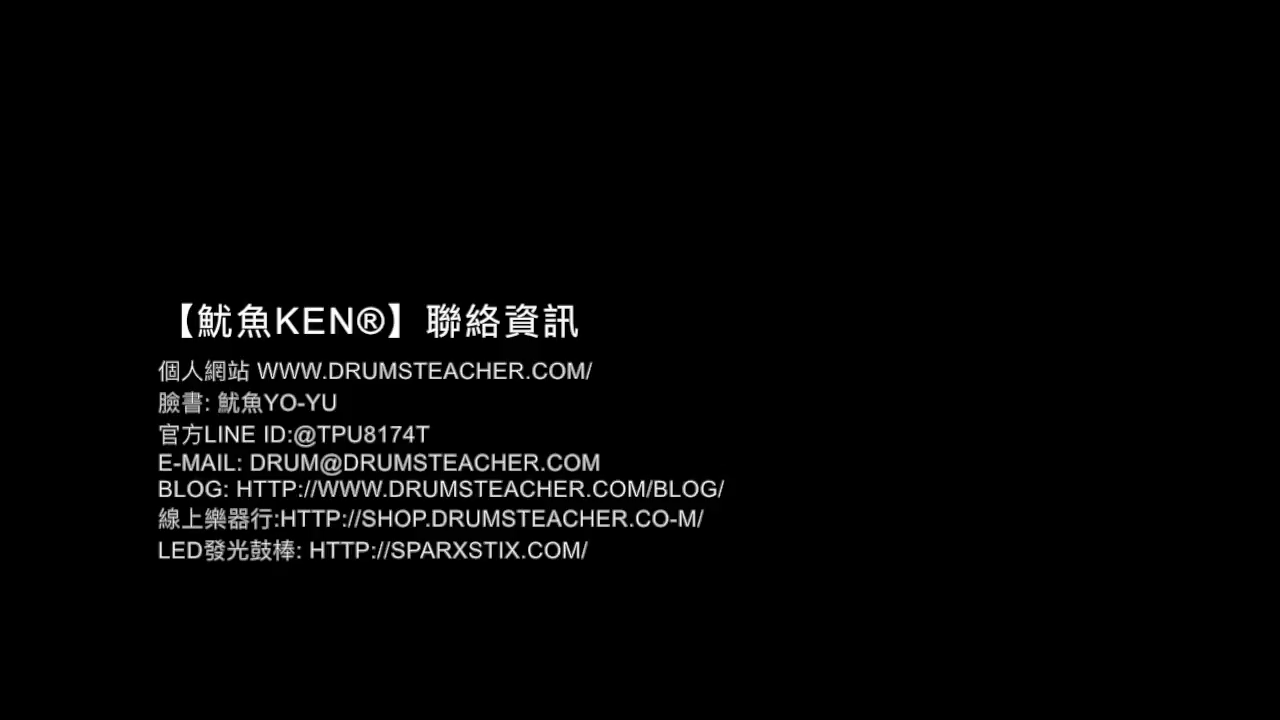 【魷魚KEN®】聯絡資訊
個人網站 WWW.DRUMSTEACHER.COM/
臉書: 魷魚YO-YU
官方LINE ID:@TPU8174T
E-MAIL: DRUM@DRUMSTEACHER.COM
BLOG: HTTP://WWW.DRUMSTEACHER.COM/BLOG/
線上樂器行:HTTP://SHOP.DRUMSTEACHER.CO-M/
LED發光鼓棒: HTTP://SPARXSTIX.COM/